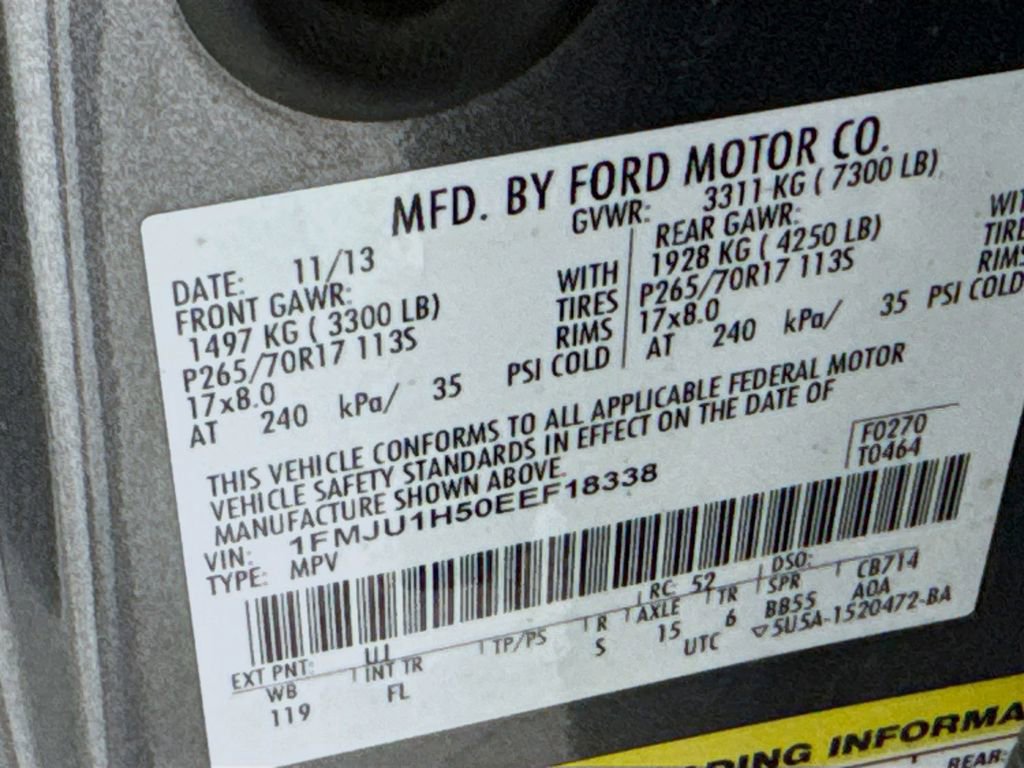 MFD. BY FORD MOTOR CO.
DATE: 11/13 GVWR: 3311 KG ( 7300 LB)
FRONT GAWR: REAR GAWR:
1497 KG ( 3300 LB) WITH 1928 KG ( 4250 LB)
P265/70R17 113S TIRES P265/70R17 113S
17x8.0 RIMS 17x8.0
AT 240 kPa/ 35 PSI COLD AT 240 kPa/ 35 PSI COLD
THIS VEHICLE CONFORMS TO ALL APPLICABLE FEDERAL MOTOR
VEHICLE SAFETY STANDARDS IN EFFECT ON THE DATE OF
MANUFACTURE SHOWN ABOVE.
VIN: 1FMJU1H50EEF18338 F0270
TYPE: MPV T0464
EXT PNT: UJ RC: 52 DSO: CB714
WB INT TR TP/PS R AXLE TR SPR AOA
119 FL S 15 6 BB55
UTC 5U5A-1520472-BA
INFORMA
REAR: